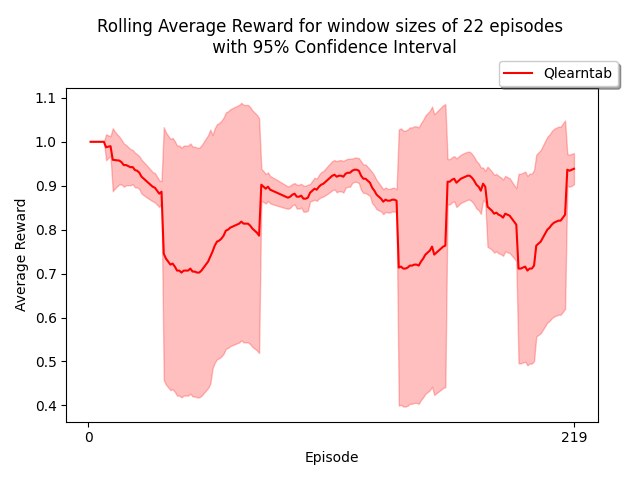 Rolling Average Reward for window sizes of 22 episodes
with 95% Confidence Interval
Qlearntab
1.1
1.0
0.9
0.8
0.7
0.6
0.5
0.4
Average Reward
0
219
Episode